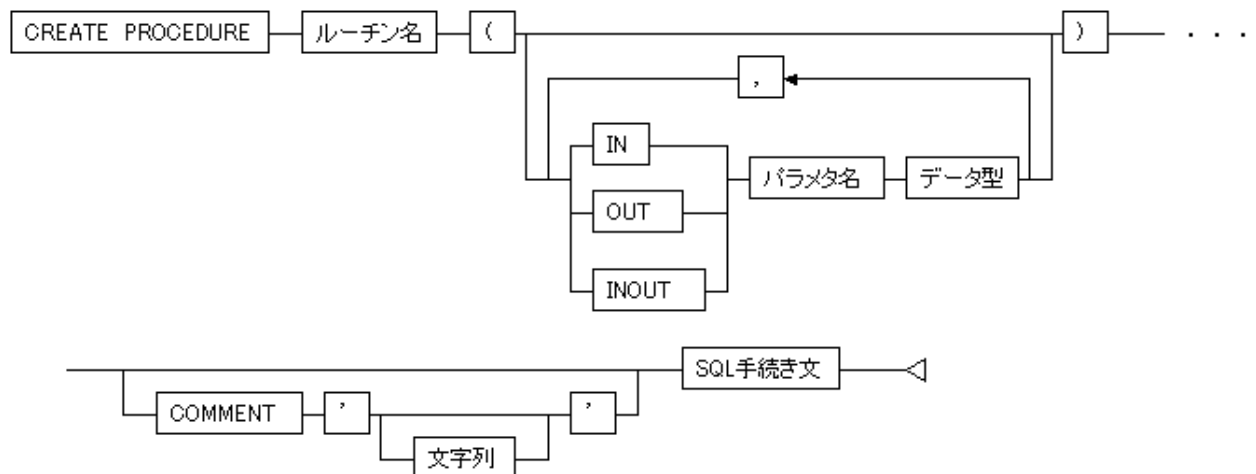 CREATE PROCEDURE ルーチン名 ( ) ・・・
,
IN
パラメタ名 データ型
OUT
INOUT
SQL手続き文
COMMENT ’ ’
文字列